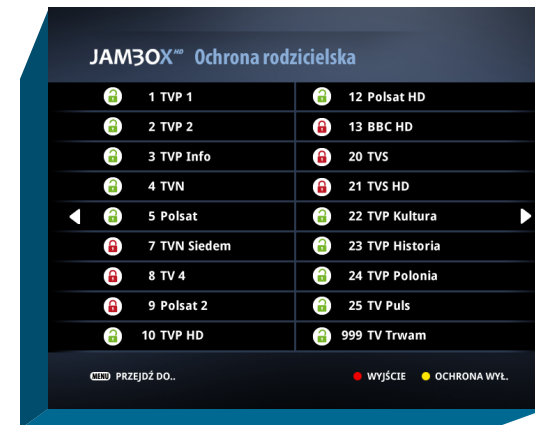 JAMBOX HD Ochrona rodzicielska
1 TVP 1
2 TVP 2
3 TVP Info
4 TVN
5 Polsat
7 TVN Siedem
8 TV 4
9 Polsat 2
10 TVP HD
12 Polsat HD
13 BBC HD
20 TVS
21 TVS HD
22 TVP Kultura
23 TVP Historia
24 TVP Polonia
25 TV Puls
999 TV Trwam
MENU PRZEJDŹ DO..
WYJŚCIE OCHRONA WYŁ.